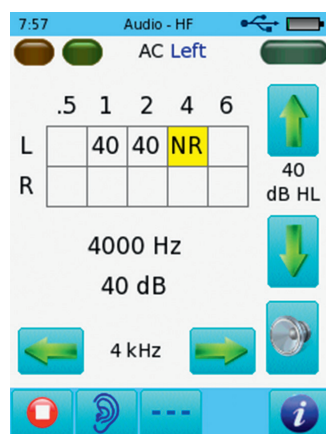 7:57 Audio - HF
AC Left
.5 1 2 4 6
L 40 40 NR
R
40
dB HL
4000 Hz
40 dB
4 kHz
i